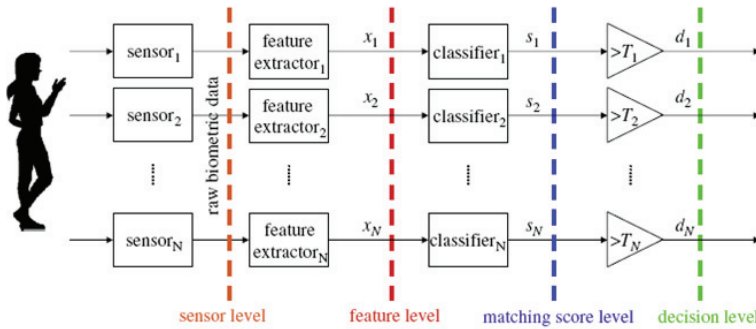 sensor1 feature extractor1 x1 classifier1 s1 >T1 d1
sensor2 feature extractor2 x2 classifier2 s2 >T2 d2
raw biometric data
sensorN feature extractorN xN classifierN sN >TN dN
sensor level feature level matching score level decision level